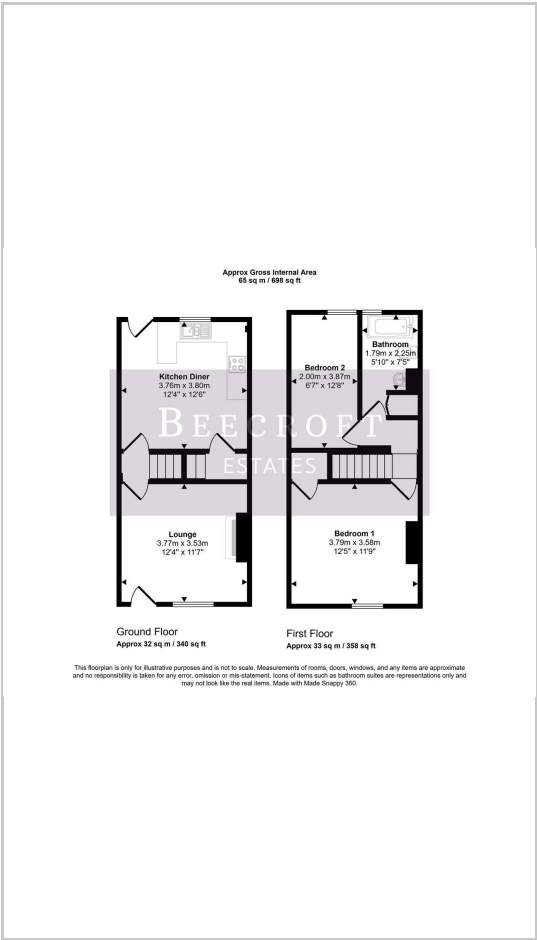 Approx Gross Internal Area
65 sq m / 698 sq ft
Kitchen Diner
3.76m x 3.80m
12'4" x 12'6"
Lounge
3.77m x 3.53m
12'4" x 11'7"
Bedroom 2
2.00m x 3.87m
6'7" x 12'8"
Bathroom
1.79m x 2.25m
5'10" x 7'5"
Bedroom 1
3.79m x 3.58m
12'5" x 11'9"
BEECROFT
ESTATES
Ground Floor
Approx 32 sq m / 340 sq ft
First Floor
Approx 33 sq m / 358 sq ft
This floorplan is only for illustrative purposes and is not to scale. Measurements of rooms, doors, windows, and any items are approximate
and no responsibility is taken for any error, omission or mis-statement. Icons of items such as bathroom suites are representations only and
may not look like the real items. Made with Made Snappy 360.